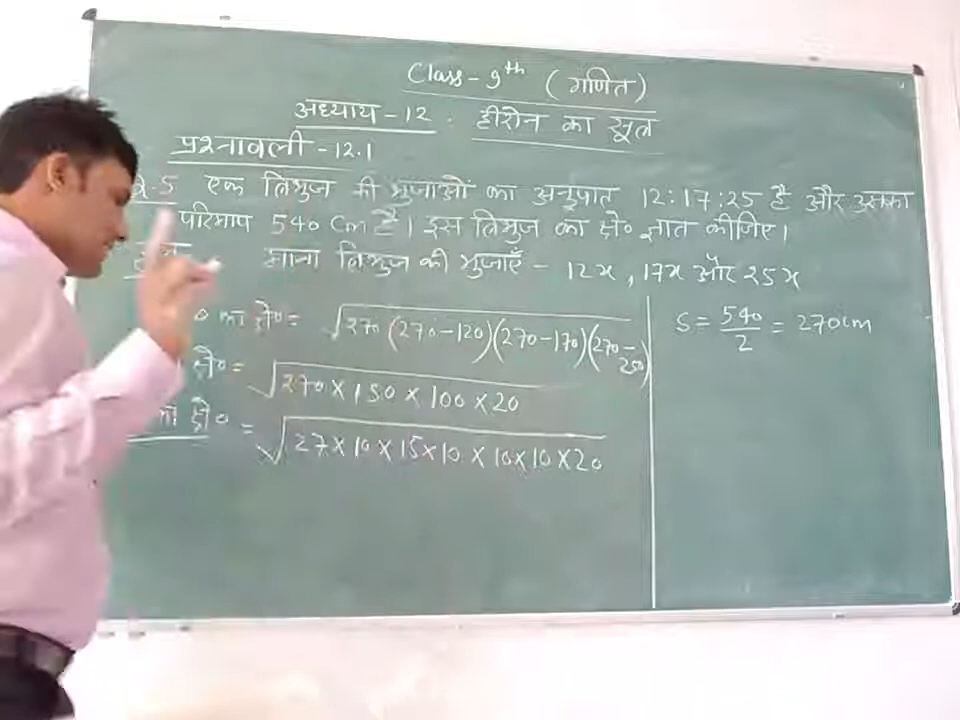 Class - 9th (गणित)
अध्याय - 12 . हीरोन का सूत्र
प्रश्नावली - 12.1
Q.5 एक त्रिभुज की भुजाओं का अनुपात 12:17:25 है और उसका
परिमाप 540 Cm है। इस त्रिभुज का क्षे० ज्ञात कीजिए।
माना त्रिभुज की भुजाएँ - 12x, 17x और 25x
का क्षे० = √270(270-120)(270-170)(270-250)
क्षे० = √270×150×100×20
का क्षे० = √27×10×15×10×10×10×20
S = 540/2 = 270cm